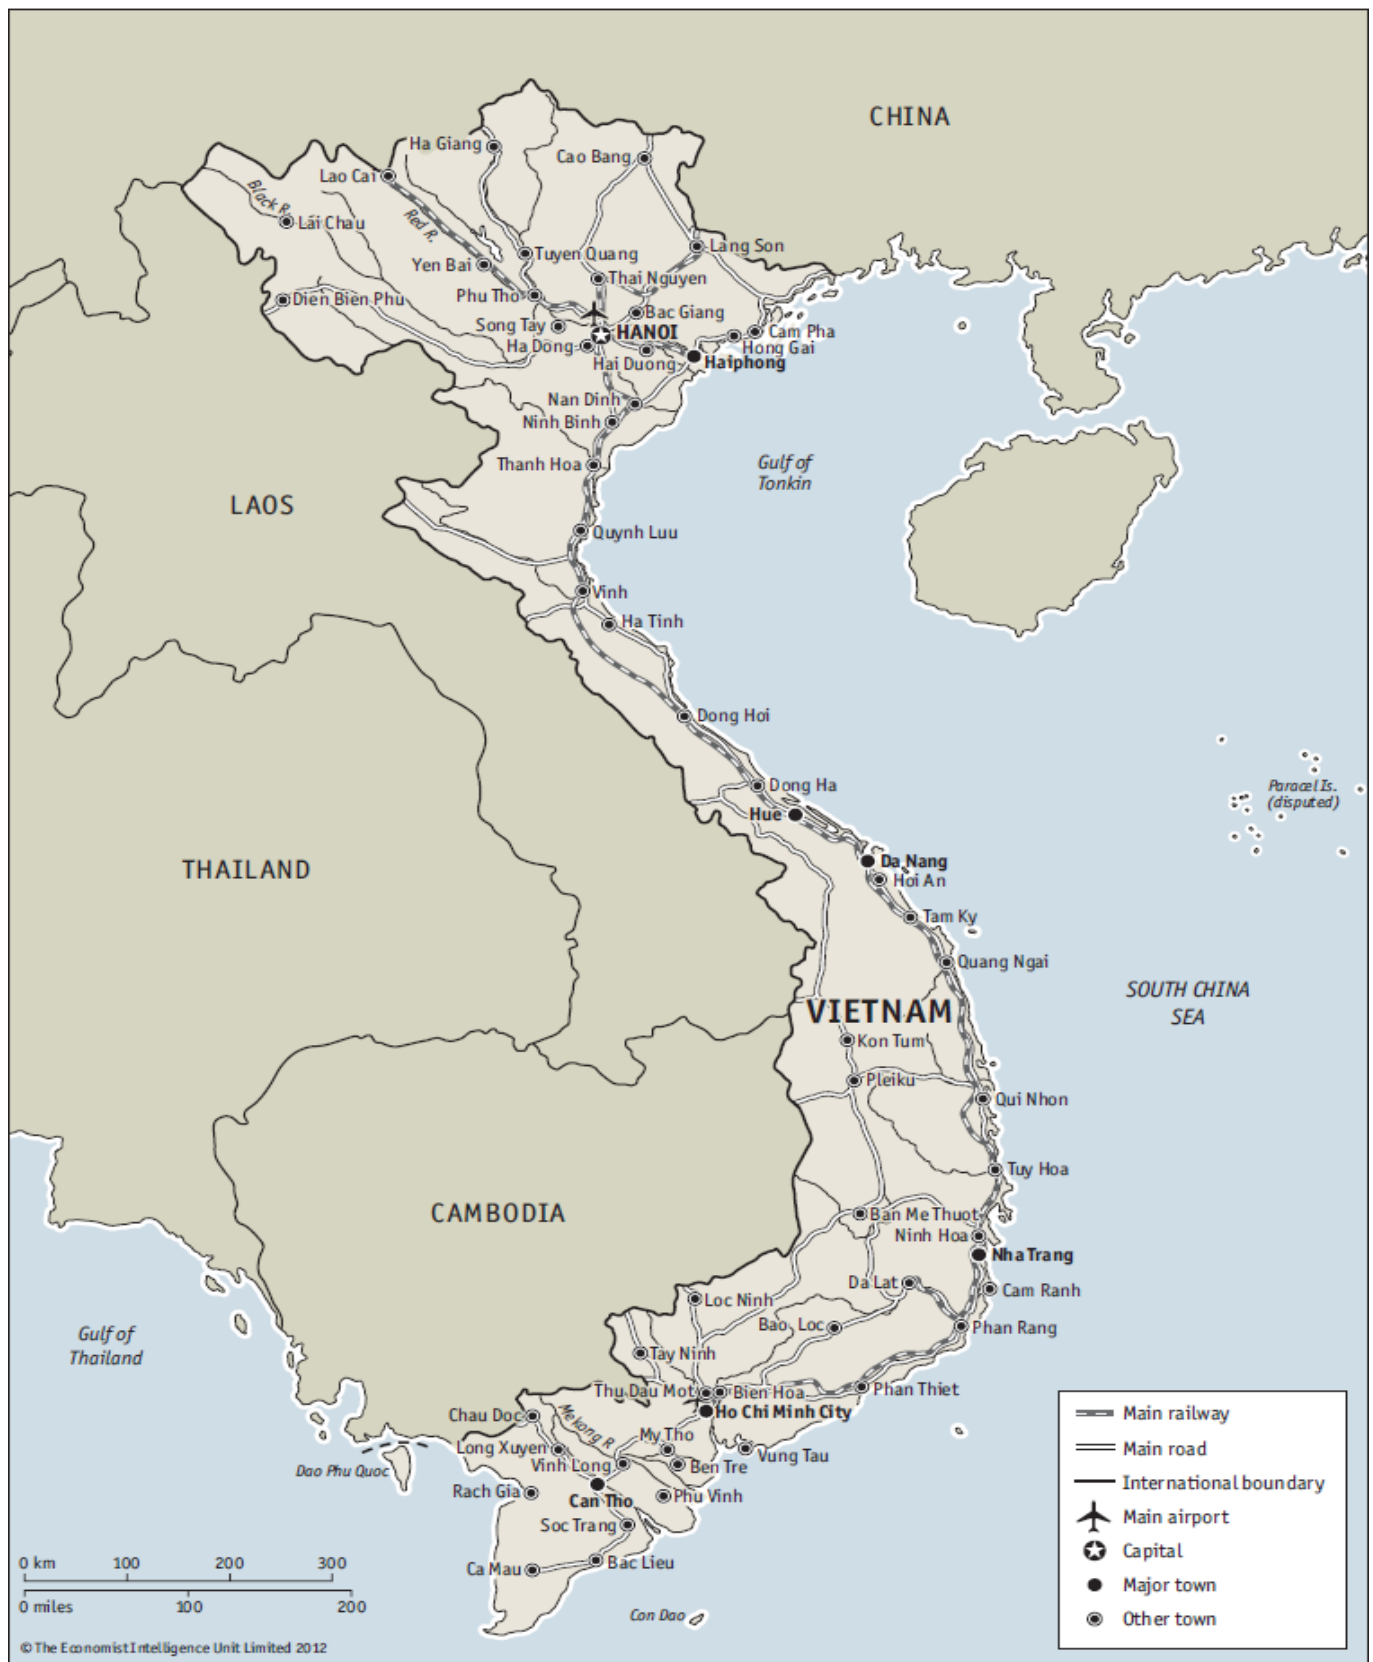 CHINA
Ha Giang
Cao Bang
Lao Cai
Black R.
Lai Chau
Red R.
Lang Son
Tuyen Quang
Yen Bai
Thai Nguyen
Dien Bien Phu
Phu Tho
Bac Giang
Song Tay
HANOI
Cam Pha
Ha Dong
Hong Gai
Hai Duong
Haiphong
Nan Dinh
Ninh Binh
Thanh Hoa
Gulf of
Tonkin
LAOS
Quynh Luu
Vinh
Ha Tinh
Dong Hoi
Dong Ha
Paracel Is.
(disputed)
Hue
THAILAND
Da Nang
Hoi An
Tam Ky
Quang Ngai
SOUTH CHINA
SEA
VIETNAM
Kon Tum
Pleiku
Qui Nhon
Tuy Hoa
CAMBODIA
Ban Me Thuot
Ninh Hoa
Nha Trang
Da Lat
Cam Ranh
Loc Ninh
Bao Loc
Phan Rang
Gulf of
Thailand
Tay Ninh
Thu Dau Mot
Bien Hoa
Phan Thiet
Ho Chi Minh City
Chau Doc
Mekong R
My Tho
Long Xuyen
Vung Tau
Vinh Long
Ben Tre
Dao Phu Quoc
Rach Gia
Can Tho
Phu Vinh
Soc Trang
Ca Mau
Bac Lieu
Con Dao
Main railway
Main road
International boundary
Main airport
Capital
Major town
Other town
0 km 100 200 300
0 miles 100 200
© The Economist Intelligence Unit Limited 2012